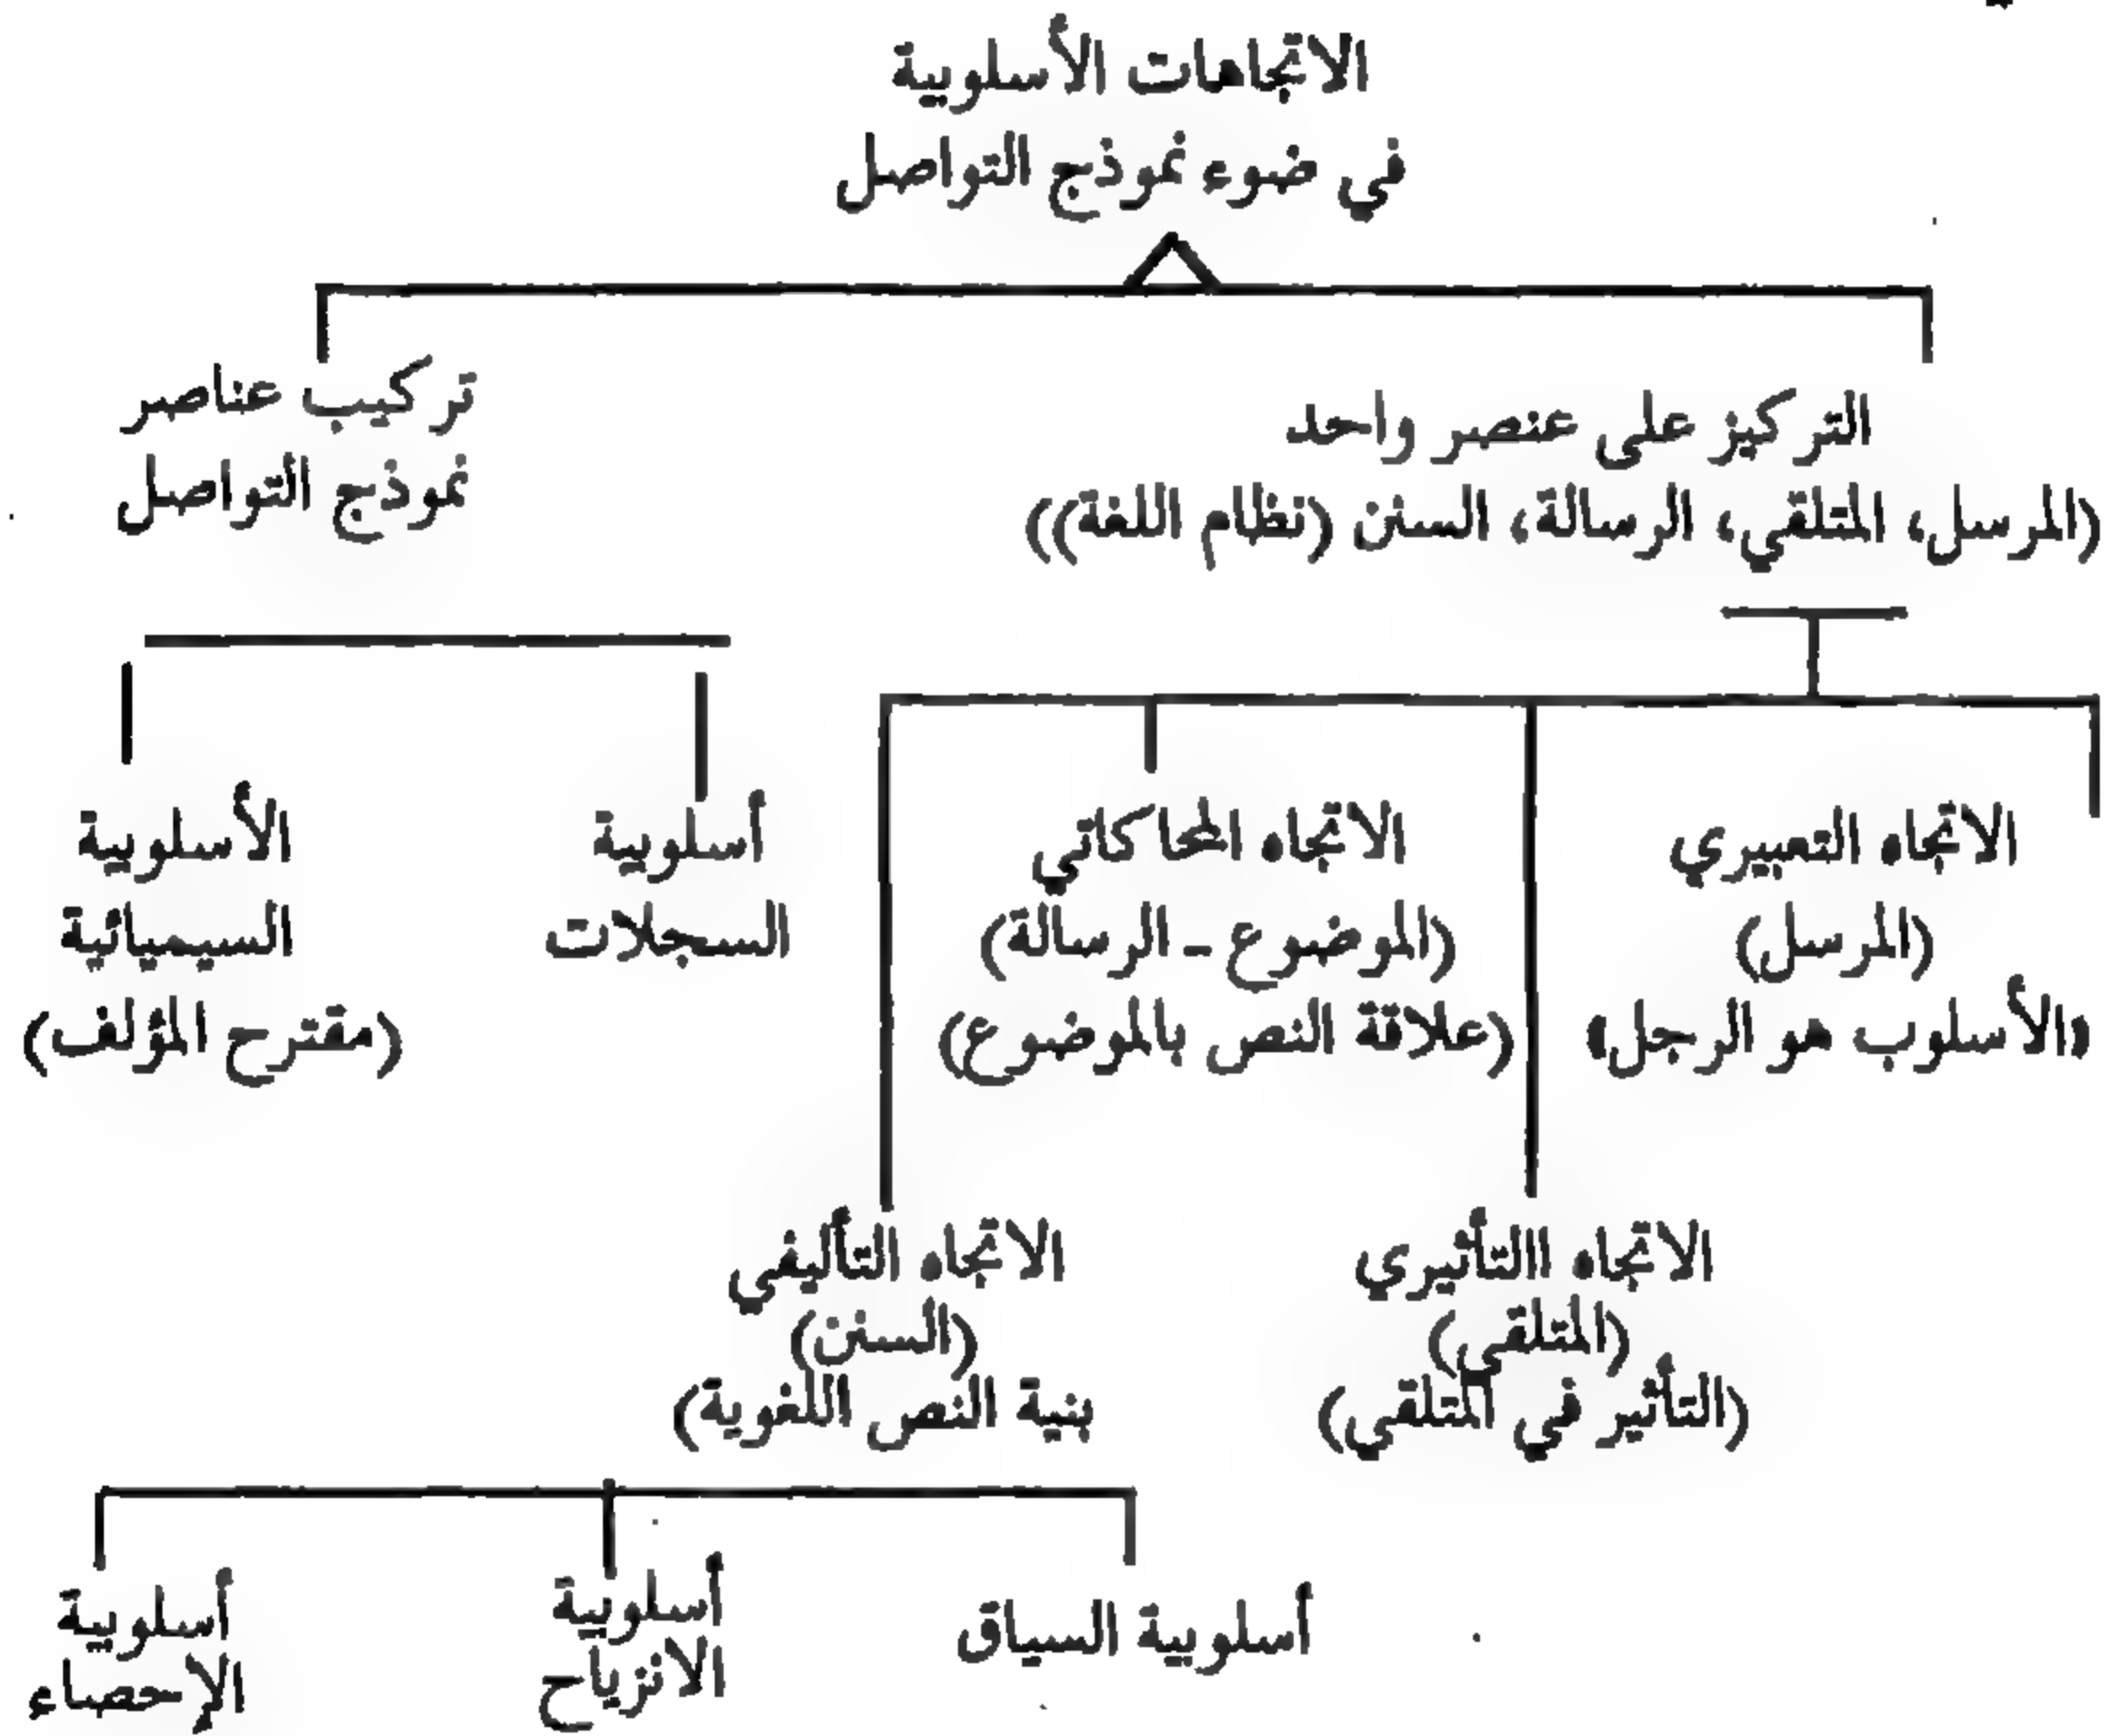 الاتجاهات الأسلوبية
في ضوء نموذج التواصل
التركيز على عنصر واحد
(المرسل، المتلقي، الرسالة، السنن (نظام اللغة))
تركيب عناصر
نموذج التواصل
الاتجاه التعبيري
(المرسل)
(الأسلوب هو الرجل)
الاتجاه المحاكاتي
(الموضوع - الرسالة)
(علاقة النص بالموضوع)
أسلوبية
السجلات
الأسلوبية
السيميائية
(مقترح المؤلف)
الاتجاه االتأثيري
(المتلقي)
(التأثير في المتلقي)
الاتجاه التأليفي
(السنن)
بنية النص اللغوية)
أسلوبية السياق
أسلوبية
الانزياح
أسلوبية
الإحصاء